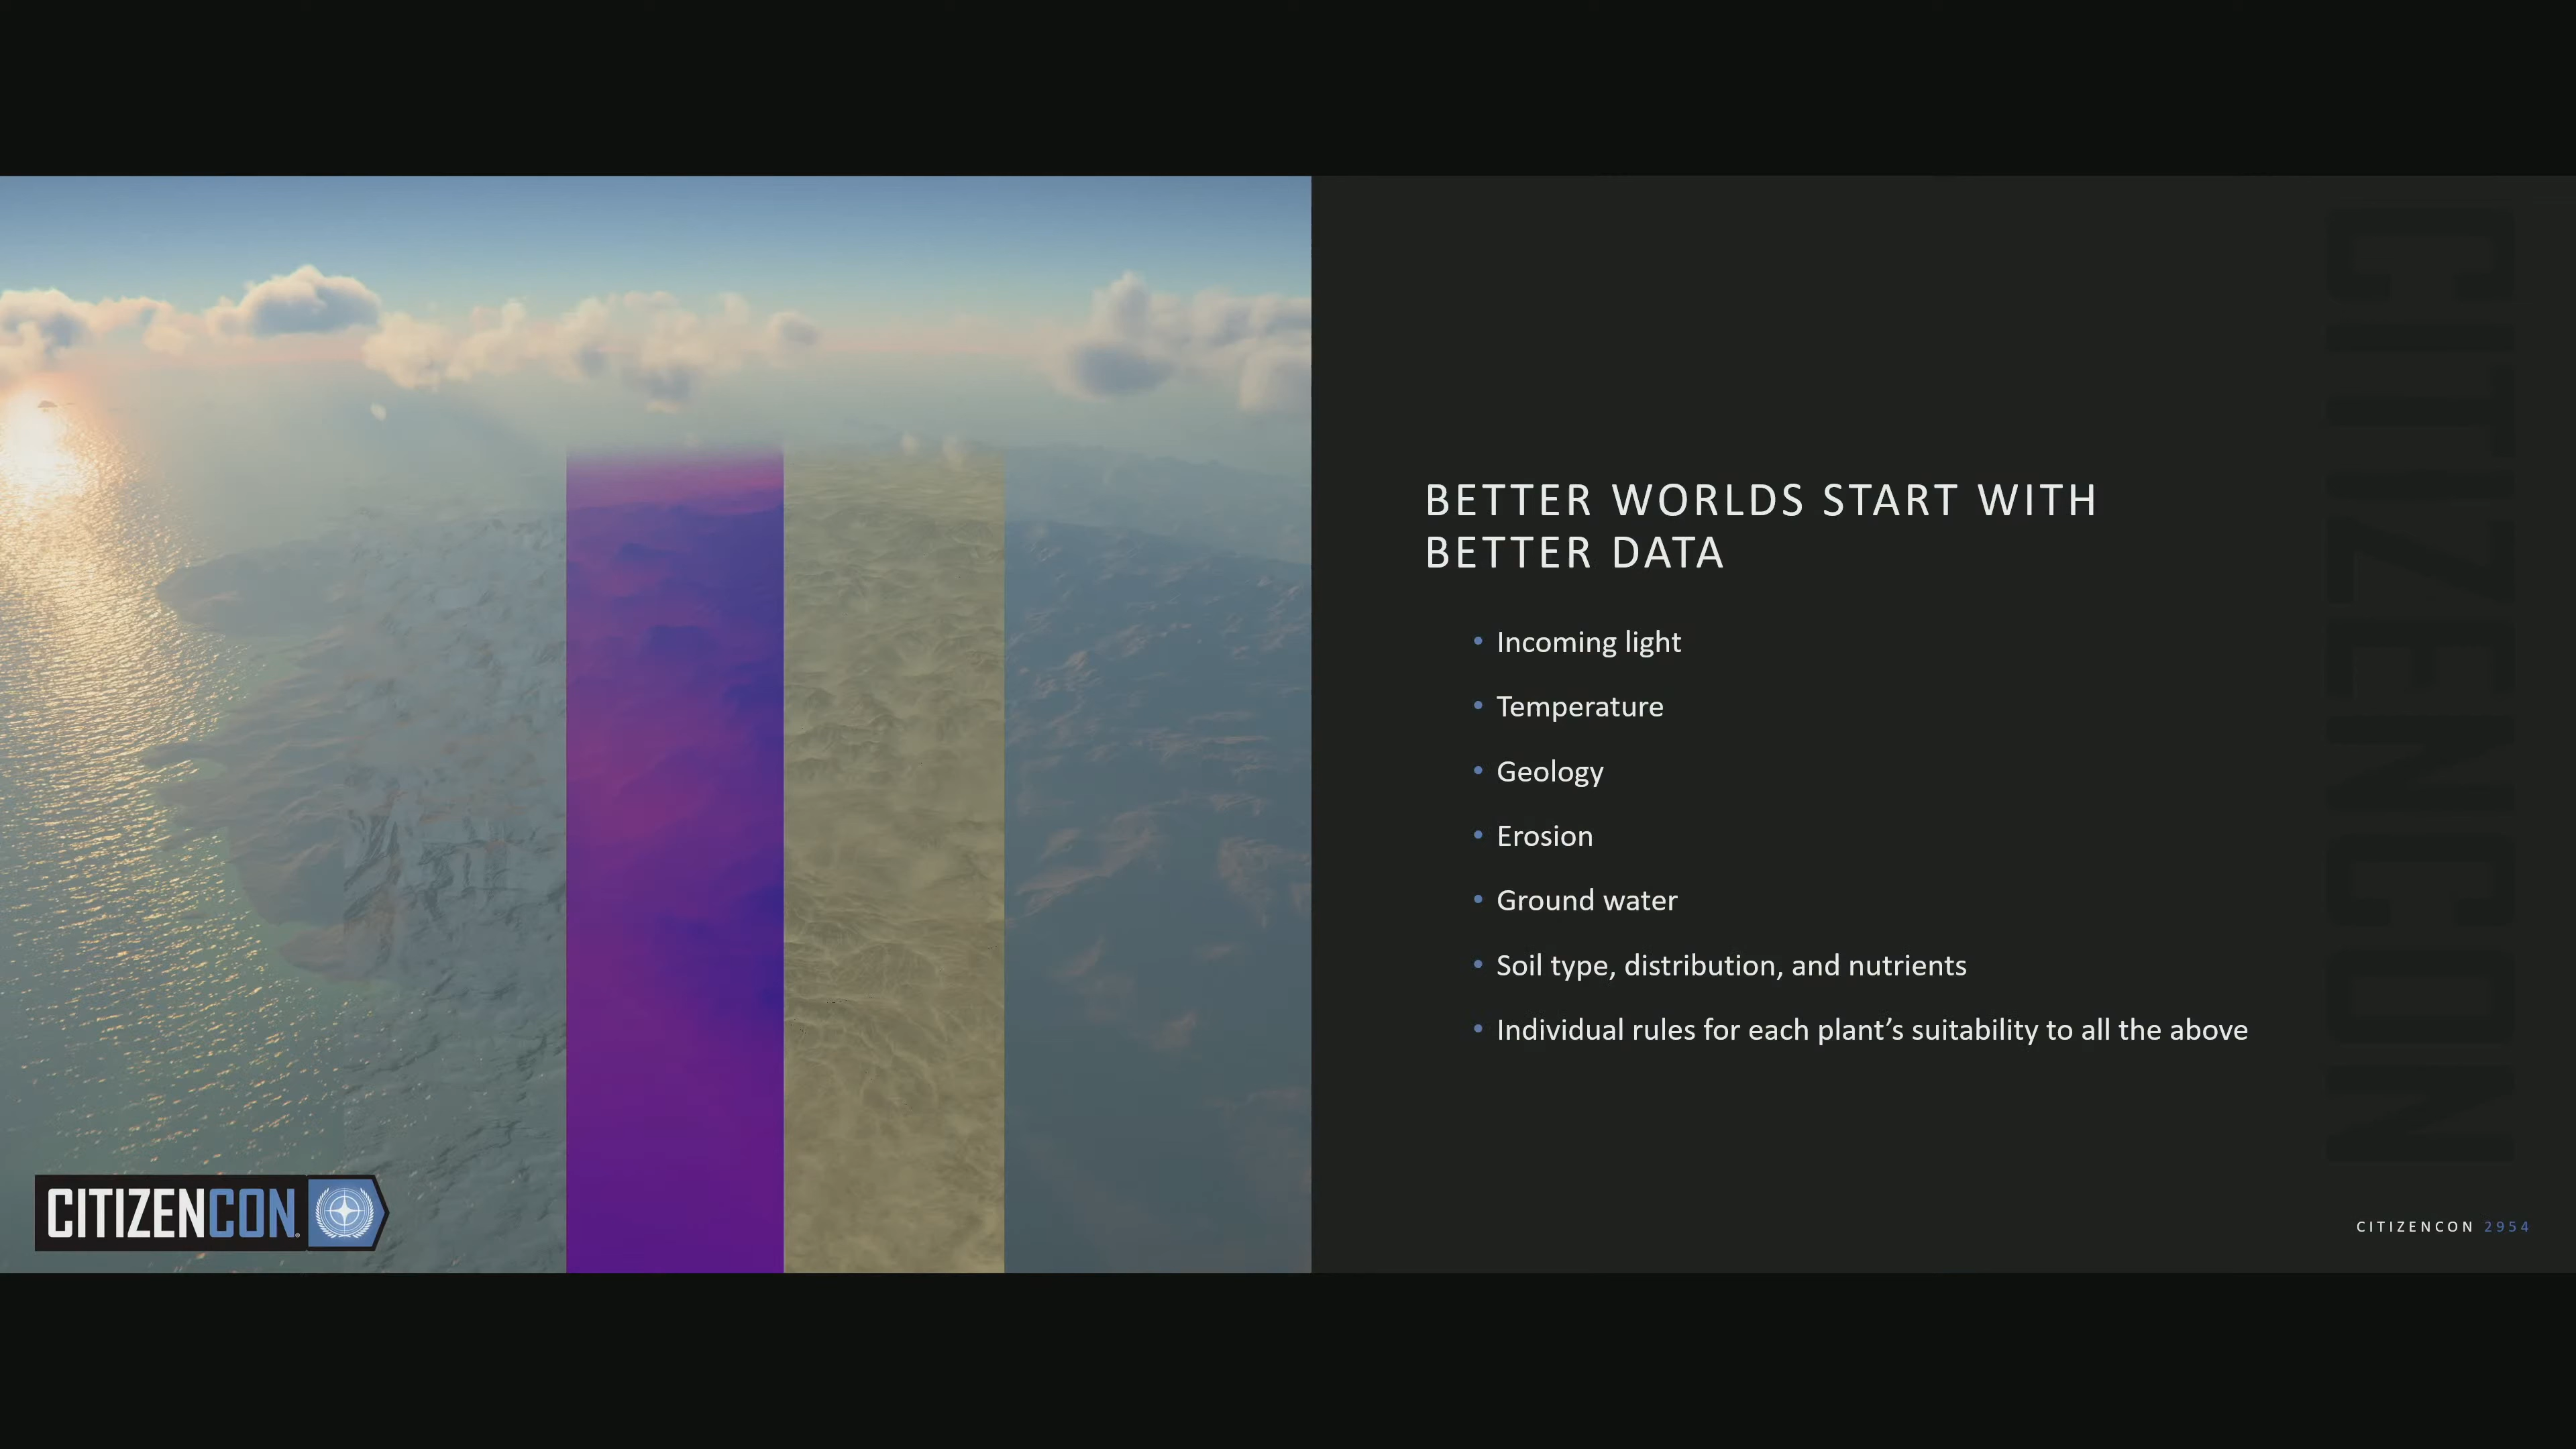 BETTER WORLDS START WITH
BETTER DATA
• Incoming light
• Temperature
• Geology
• Erosion
• Ground water
• Soil type, distribution, and nutrients
• Individual rules for each plant’s suitability to all the above
CITIZENCON
CITIZENCON
CITIZENCON 2954